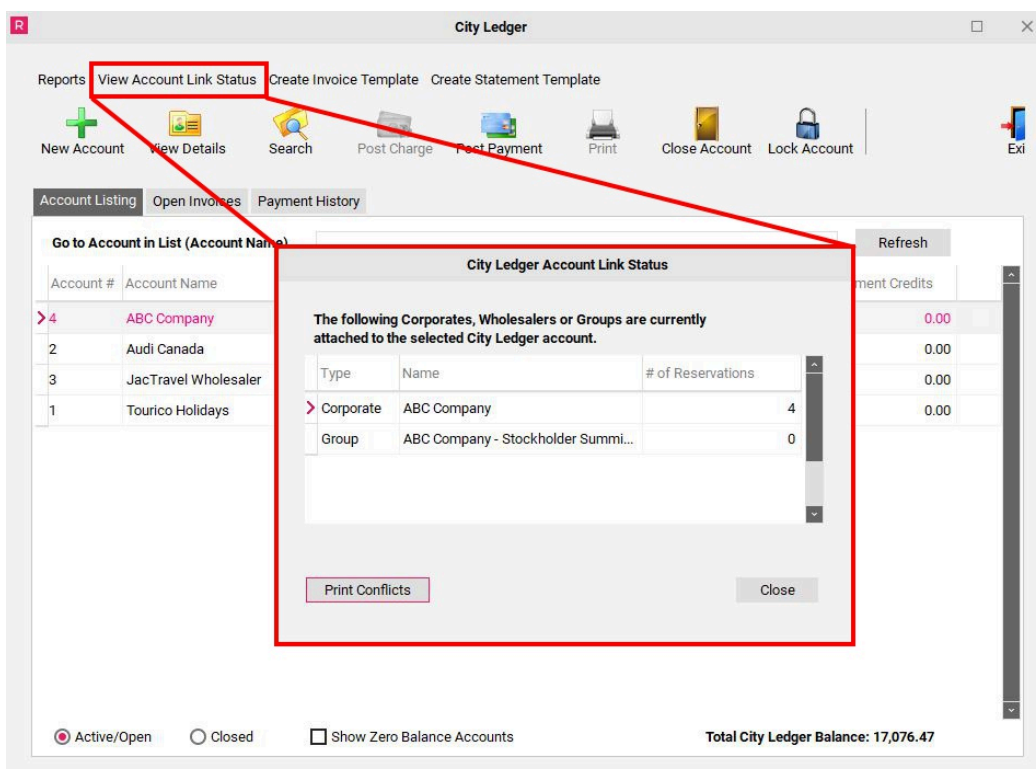 R City Ledger
Reports View Account Link Status Create Invoice Template Create Statement Template
New Account View Details Search Post Charge Post Payment Print Close Account Lock Account Exi
Account Listing Open Invoices Payment History
Go to Account in List (Account Name) Refresh
City Ledger Account Link Status
Account # Account Name ment Credits
The following Corporates, Wholesalers or Groups are currently
attached to the selected City Ledger account.
4 ABC Company 0.00
2 Audi Canada 0.00
3 JacTravel Wholesaler 0.00
1 Tourico Holidays 0.00
Type Name # of Reservations
Corporate ABC Company 4
Group ABC Company - Stockholder Summi... 0
Print Conflicts Close
Active/Open Closed Show Zero Balance Accounts Total City Ledger Balance: 17,076.47